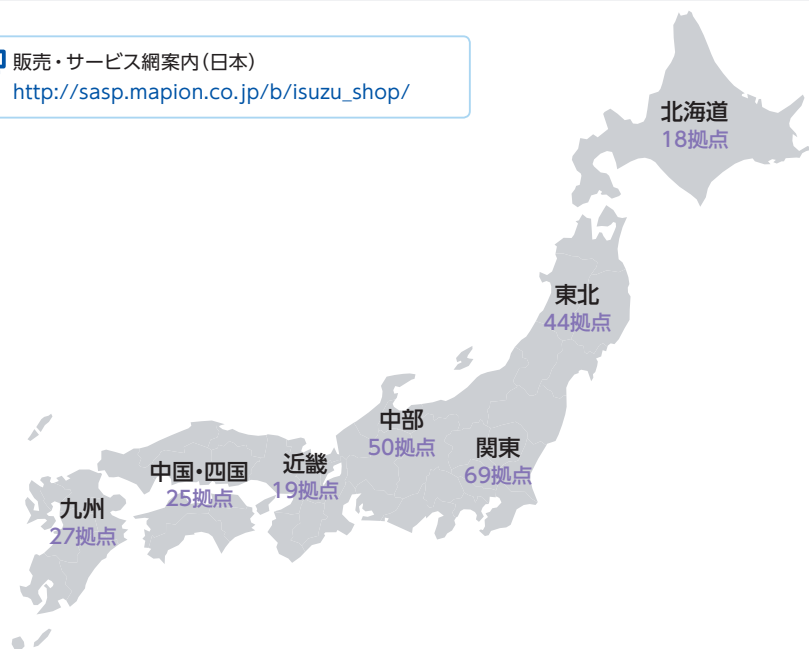 販売・サービス網案内(日本)
http://sasp.mapion.co.jp/b/isuzu_shop/
北海道
18拠点
東北
44拠点
中部
50拠点
関東
69拠点
近畿
19拠点
中国・四国
25拠点
九州
27拠点